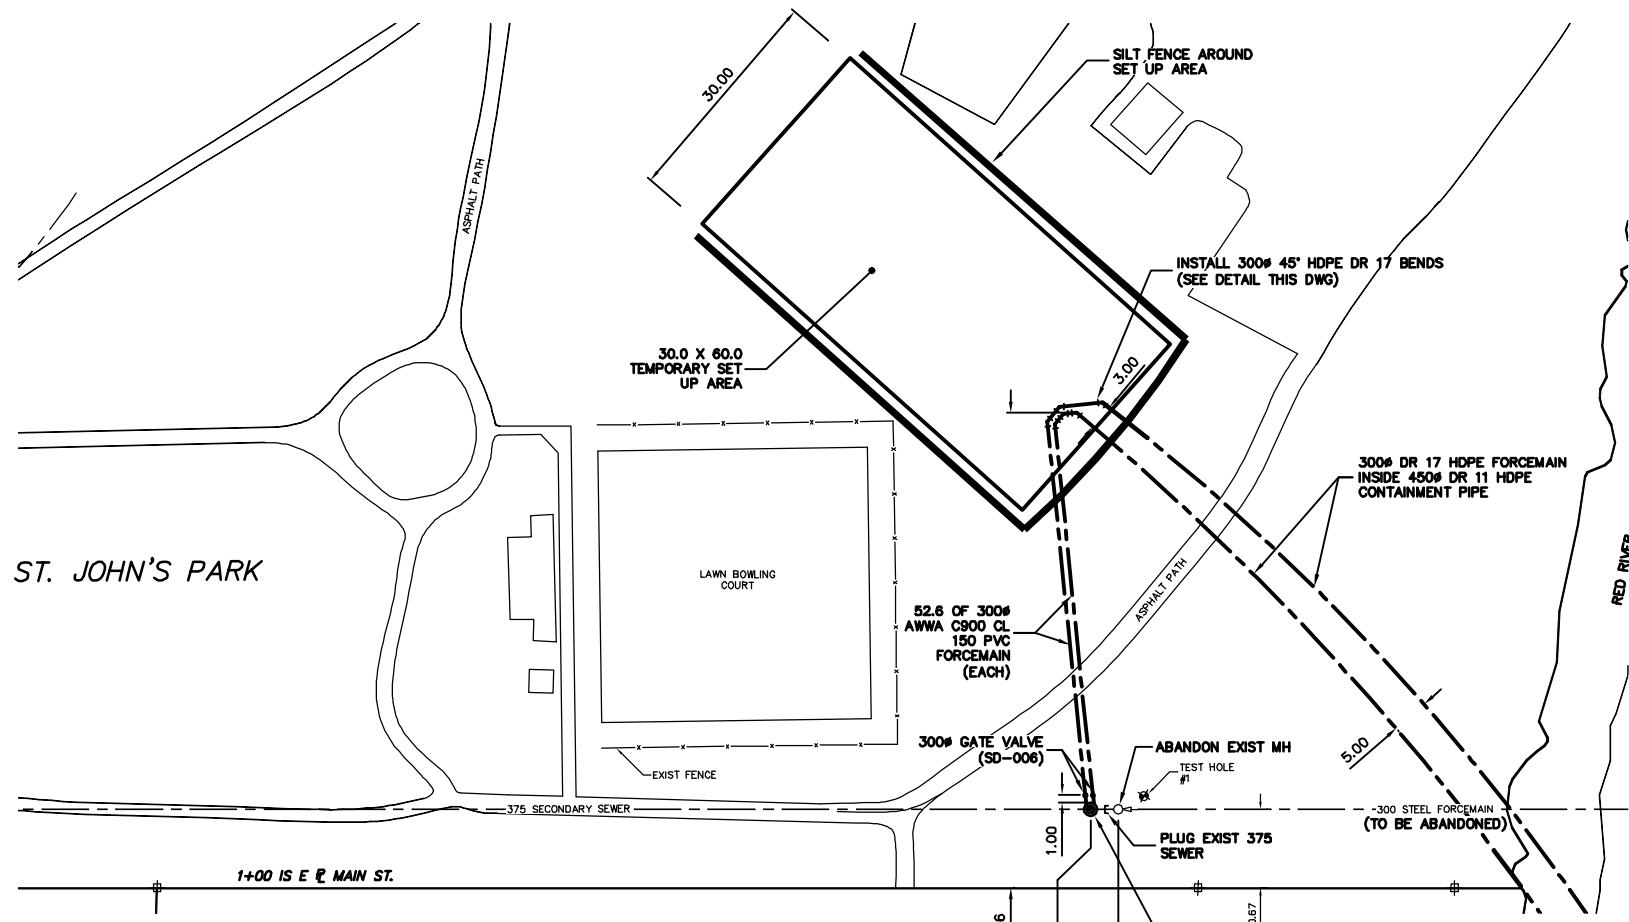 30.00
SILT FENCE AROUND
SET UP AREA
ASPHALT PATH
INSTALL 300ø 45° HDPE DR 17 BENDS
(SEE DETAIL THIS DWG)
30.0 X 60.0
TEMPORARY SET
UP AREA
3.00
300ø DR 17 HDPE FORCEMAIN
INSIDE 450ø DR 11 HDPE
CONTAINMENT PIPE
ST. JOHN'S PARK
LAWN BOWLING
COURT
ASPHALT PATH
RED RIVER
52.6 OF 300ø
AWWA C900 CL
150 PVC
FORCEMAIN
(EACH)
300ø GATE VALVE
(SD-006)
ABANDON EXIST MH
TEST HOLE
#1
5.00
EXIST FENCE
375 SECONDARY SEWER
300 STEEL FORCEMAIN
(TO BE ABANDONED)
1.00
PLUG EXIST 375
SEWER
1+00 IS E ⅊ MAIN ST.
6
0.67